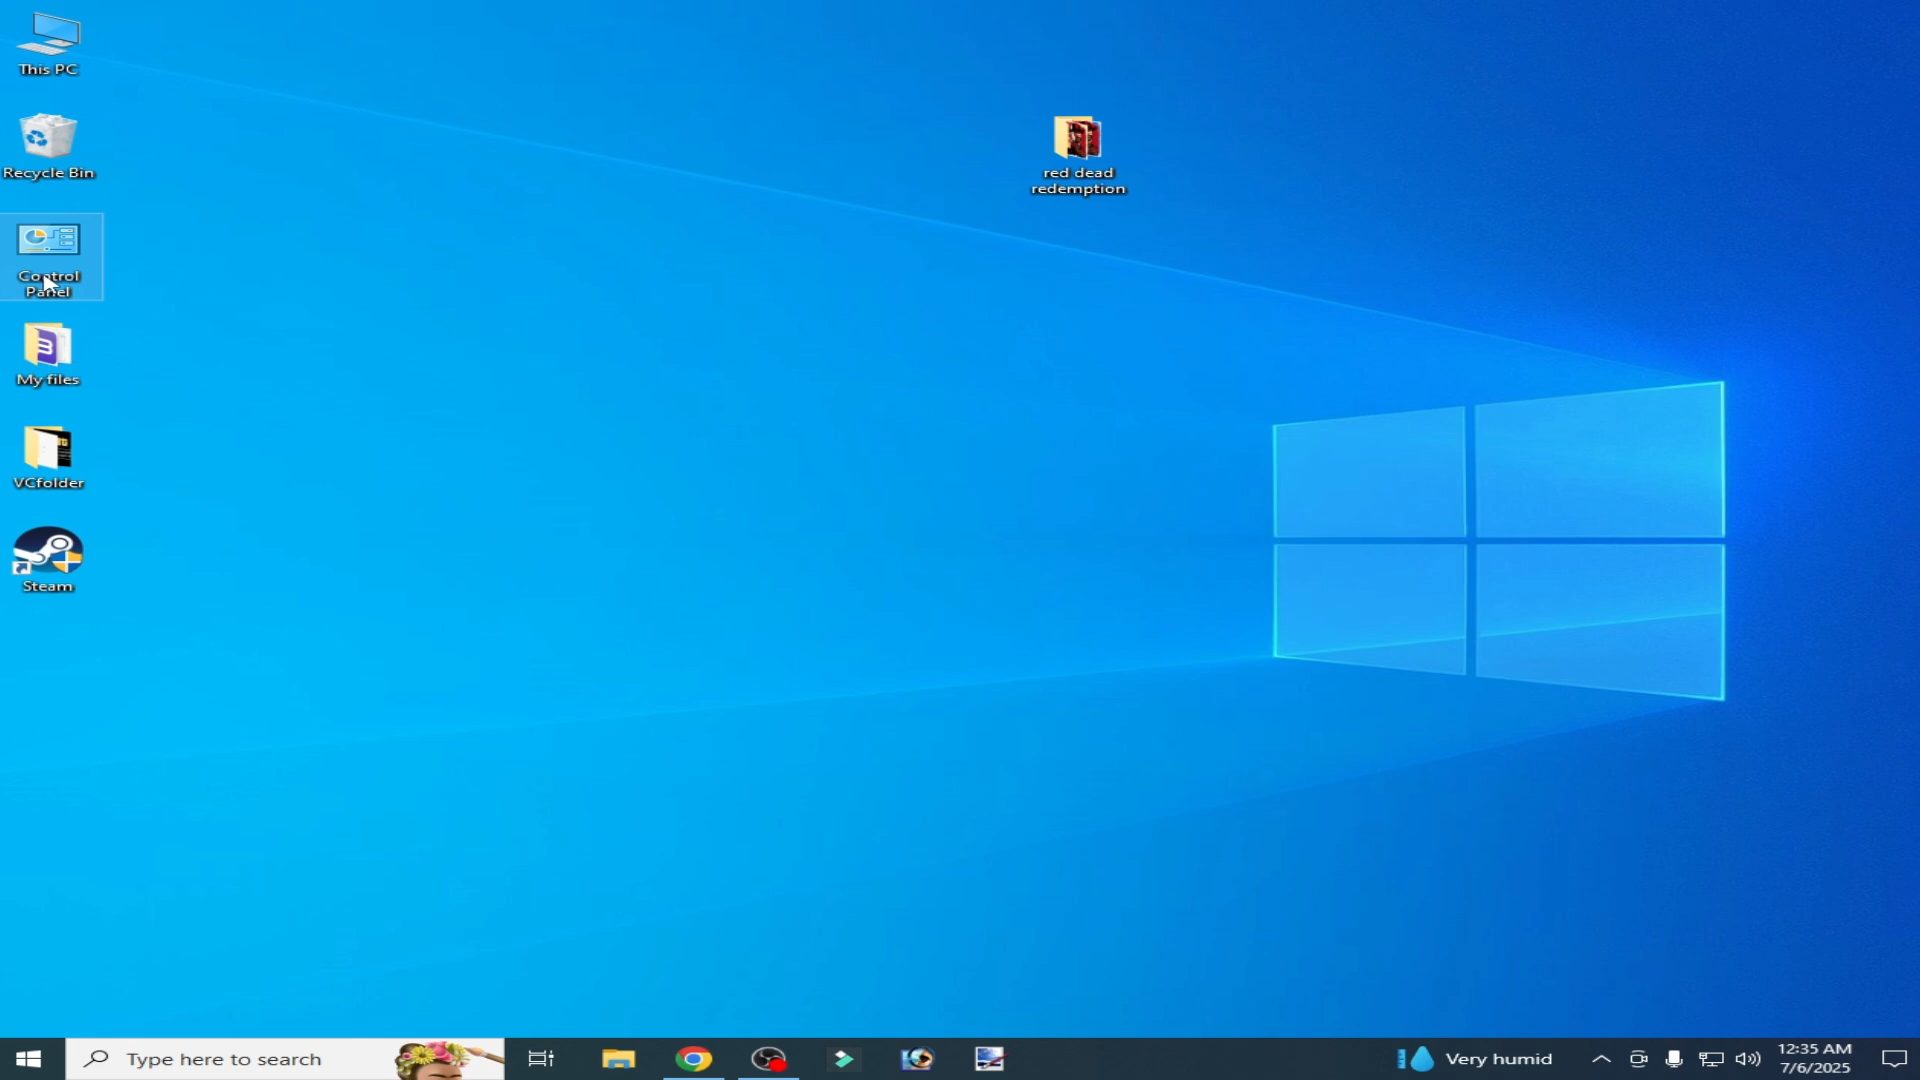 This PC
Recycle Bin
Control
Panel
My files
VCfolder
Steam
red dead
redemption
Type here to search
Very humid
12:35 AM
7/6/2025